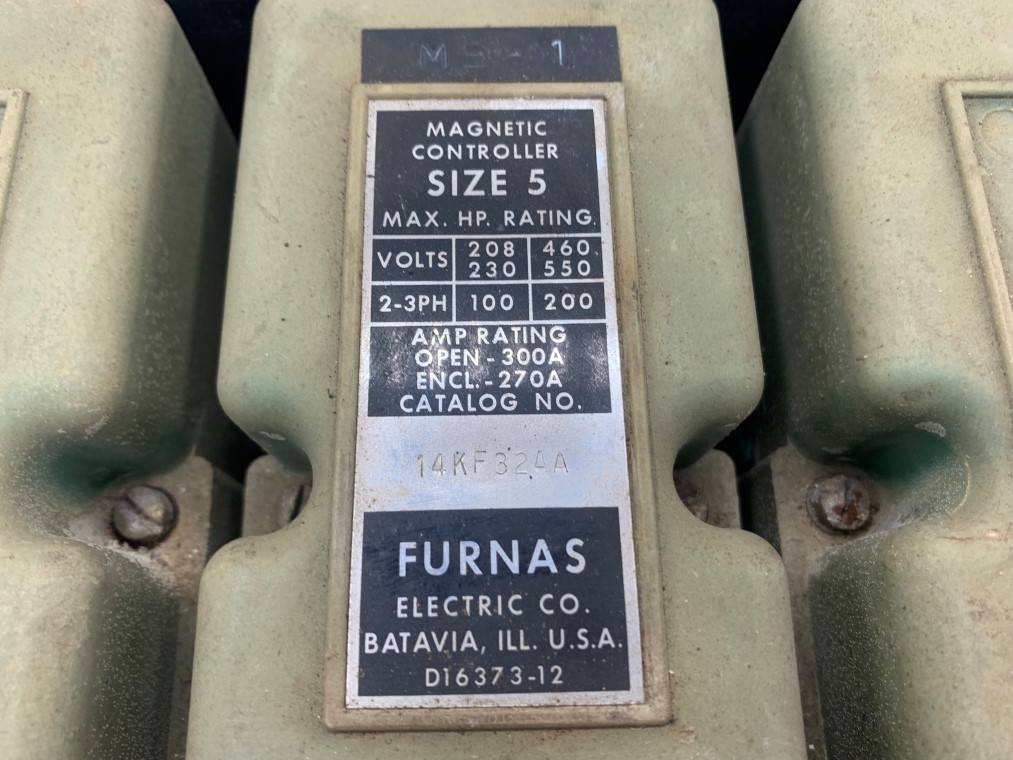 MS-1
MAGNETIC
CONTROLLER
SIZE 5
MAX. HP. RATING.
VOLTS 208 230 460 550
2-3PH 100 200
AMP RATING
OPEN - 300A
ENCL. - 270A
CATALOG NO.
14KF32AA
FURNAS
ELECTRIC CO.
BATAVIA, ILL. U.S.A.
D16373-12